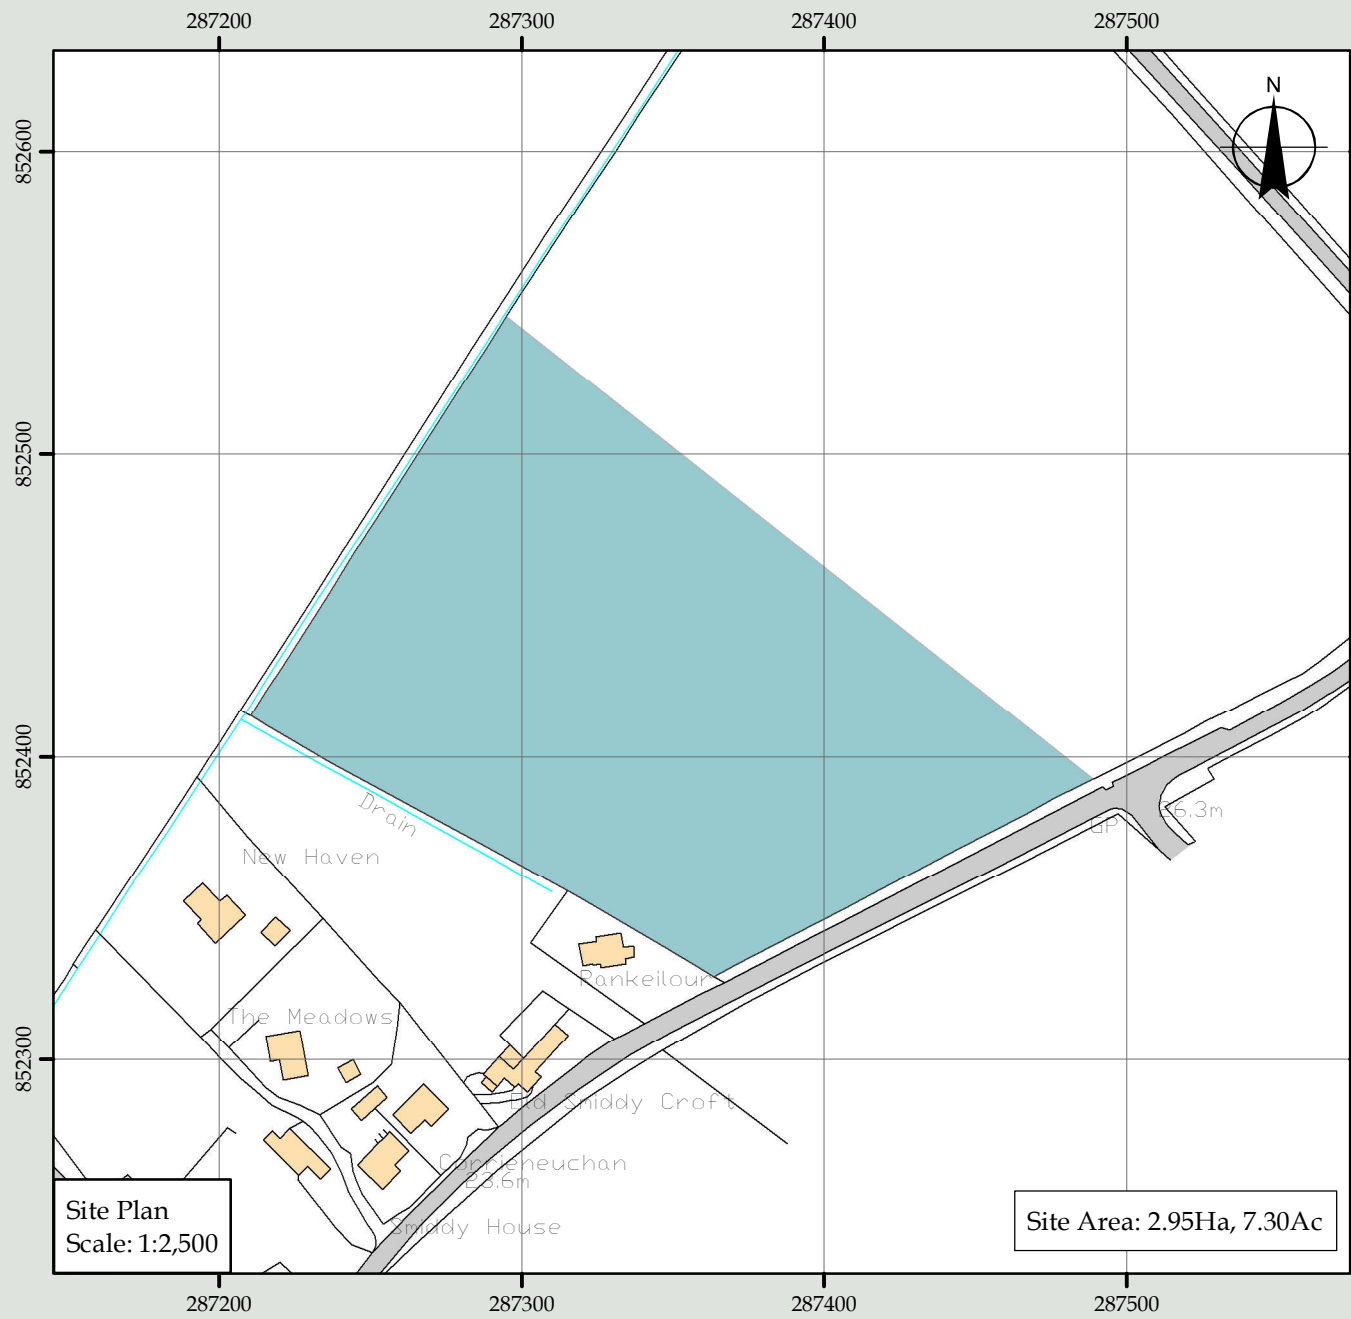 287200 287300 287400 287500
N
852600
852500
852400
852300
Drain
New Haven
26.3m
GP
Rankeilour
The Meadows
Old Smiddy Croft
Corrieneuchan
23.6m
Smiddy House
Site Plan
Scale: 1:2,500
Site Area: 2.95Ha, 7.30Ac
287200 287300 287400 287500